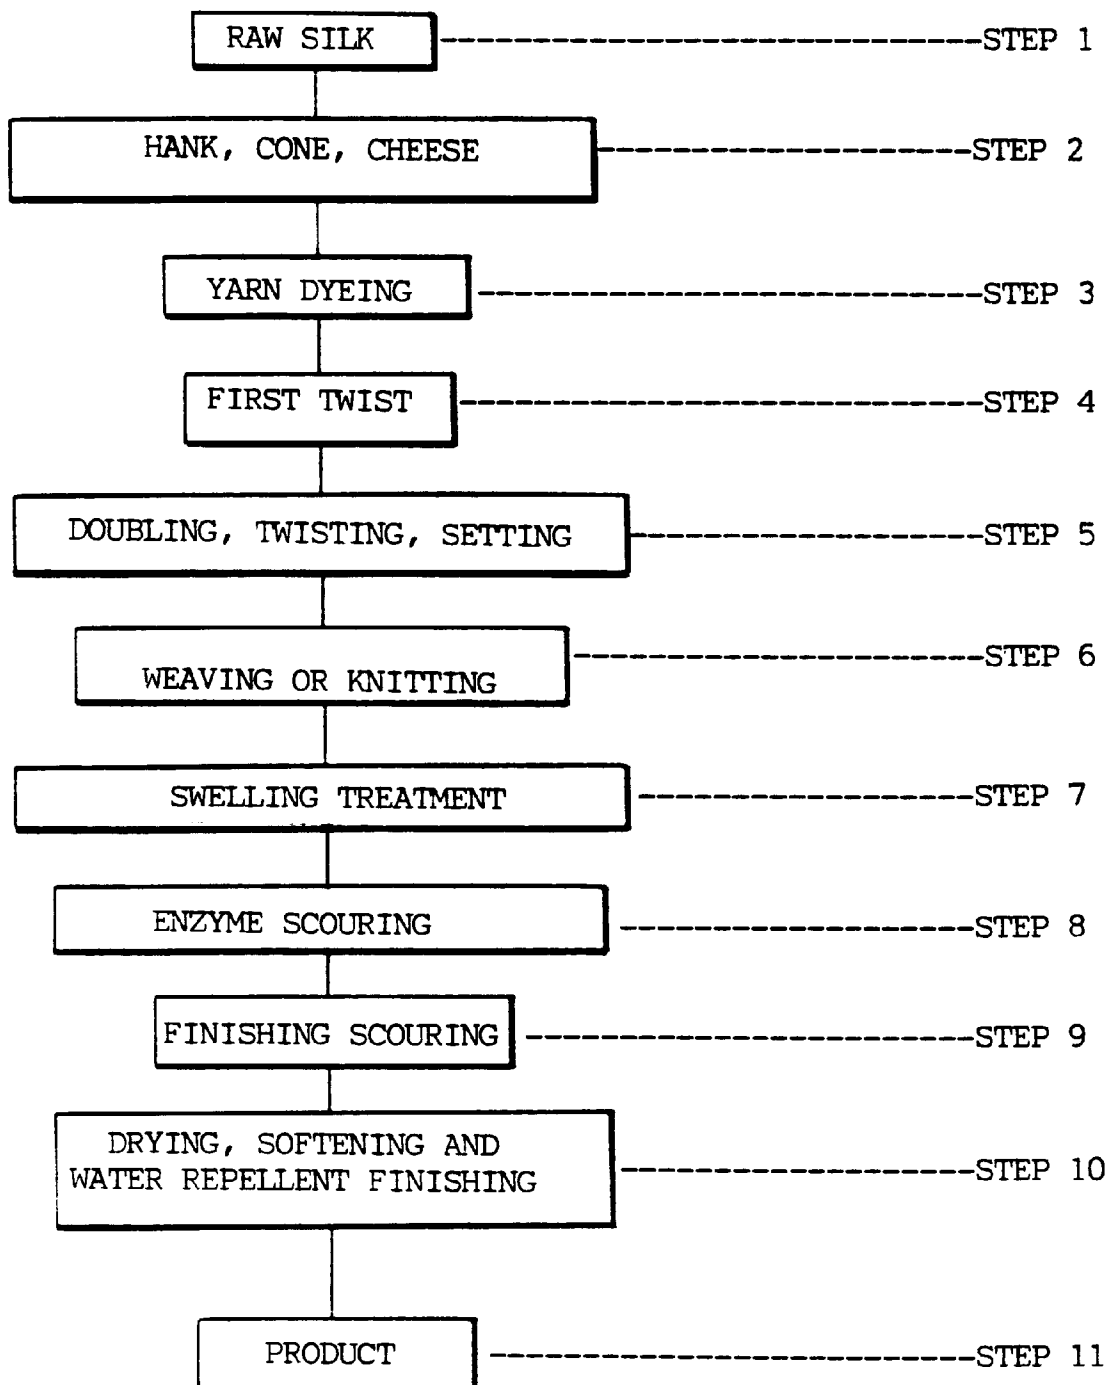 RAW SILK STEP 1
HANK, CONE, CHEESE STEP 2
YARN DYEING STEP 3
FIRST TWIST STEP 4
DOUBLING, TWISTING, SETTING STEP 5
WEAVING OR KNITTING STEP 6
SWELLING TREATMENT STEP 7
ENZYME SCOURING STEP 8
FINISHING SCOURING STEP 9
DRYING, SOFTENING AND
WATER REPELLENT FINISHING STEP 10
PRODUCT STEP 11